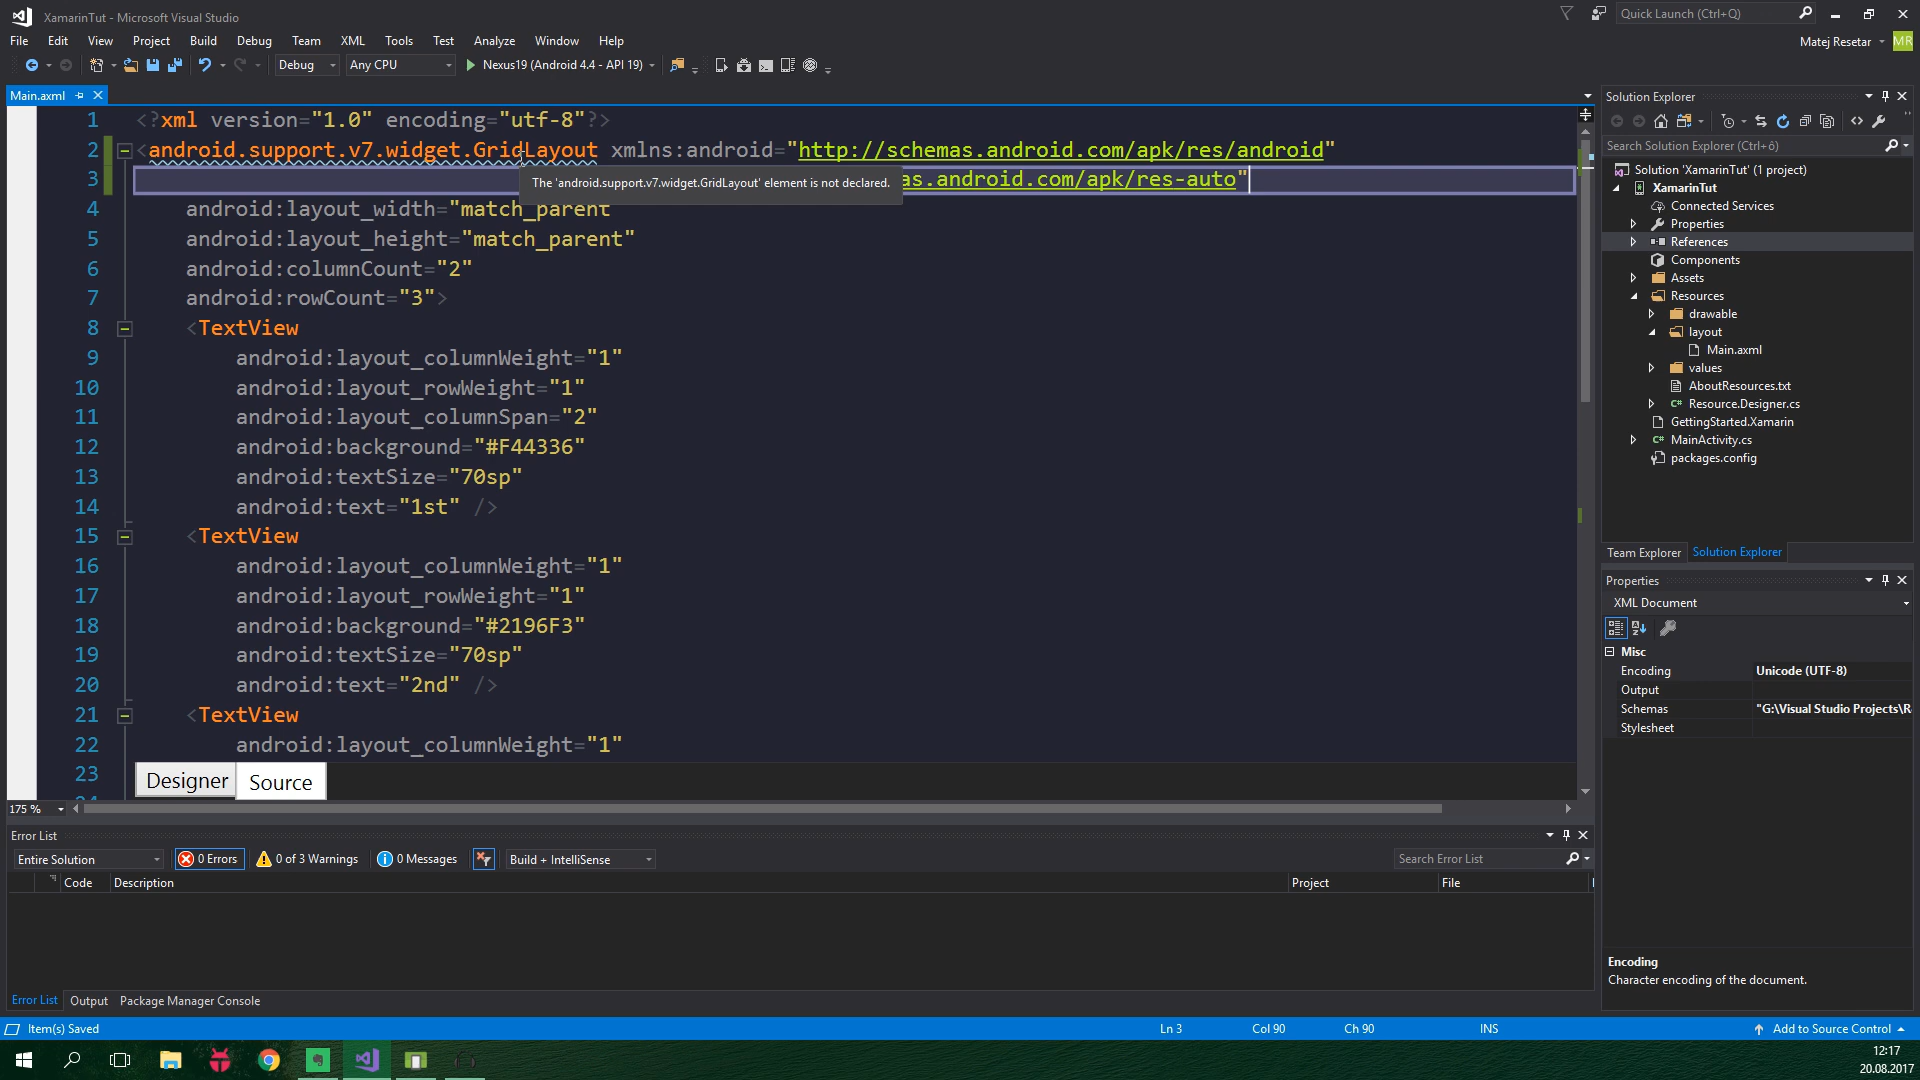 XamarinTut - Microsoft Visual Studio
Quick Launch (Ctrl+Q)
File Edit View Project Build Debug Team XML Tools Test Analyze Window Help
Matej Resetar MR
Debug Any CPU Nexus19 (Android 4.4 - API 19)
Main.axml
1 <?xml version="1.0" encoding="utf-8"?>
2 <android.support.v7.widget.GridLayout xmlns:android="http://schemas.android.com/apk/res/android"
3 as.android.com/apk/res-auto"
The 'android.support.v7.widget.GridLayout' element is not declared.
4 android:layout_width="match_parent
5 android:layout_height="match_parent"
6 android:columnCount="2"
7 android:rowCount="3">
8 <TextView
9 android:layout_columnWeight="1"
10 android:layout_rowWeight="1"
11 android:layout_columnSpan="2"
12 android:background="#F44336"
13 android:textSize="70sp"
14 android:text="1st" />
15 <TextView
16 android:layout_columnWeight="1"
17 android:layout_rowWeight="1"
18 android:background="#2196F3"
19 android:textSize="70sp"
20 android:text="2nd" />
21 <TextView
22 android:layout_columnWeight="1"
23
Designer Source
175 %
Solution Explorer
Search Solution Explorer (Ctrl+ô)
Solution 'XamarinTut' (1 project)
XamarinTut
Connected Services
Properties
References
Components
Assets
Resources
drawable
layout
Main.axml
values
AboutResources.txt
Resource.Designer.cs
GettingStarted.Xamarin
MainActivity.cs
packages.config
Team Explorer Solution Explorer
Properties
XML Document
Misc
Encoding Unicode (UTF-8)
Output
Schemas "G:\Visual Studio Projects\R
Stylesheet
Encoding
Character encoding of the document.
Error List
Entire Solution 0 Errors 0 of 3 Warnings 0 Messages Build + IntelliSense
Search Error List
Code Description Project File
Error List Output Package Manager Console
Item(s) Saved Ln 3 Col 90 Ch 90 INS Add to Source Control
12:17
20.08.2017